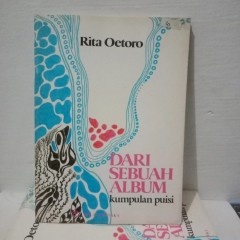 Rita Oetoro
DARI
SEBUAH
ALBUM
kumpulan puisi